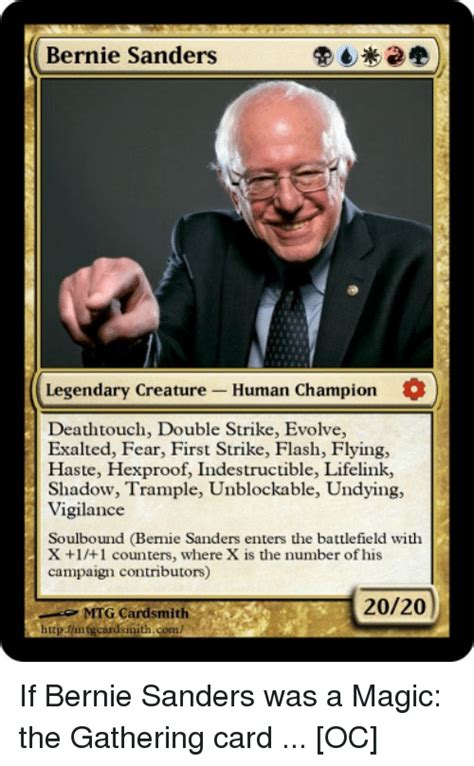 Bernie Sanders
Legendary Creature — Human Champion
Deathtouch, Double Strike, Evolve,
Exalted, Fear, First Strike, Flash, Flying,
Haste, Hexproof, Indestructible, Lifelink,
Shadow, Trample, Unblockable, Undying,
Vigilance
Soulbound (Bernie Sanders enters the battlefield with
X +1/+1 counters, where X is the number of his
campaign contributors)
MTG Cardsmith
20/20
http://mtgcardsmith.com/
If Bernie Sanders was a Magic:
the Gathering card ... [OC]